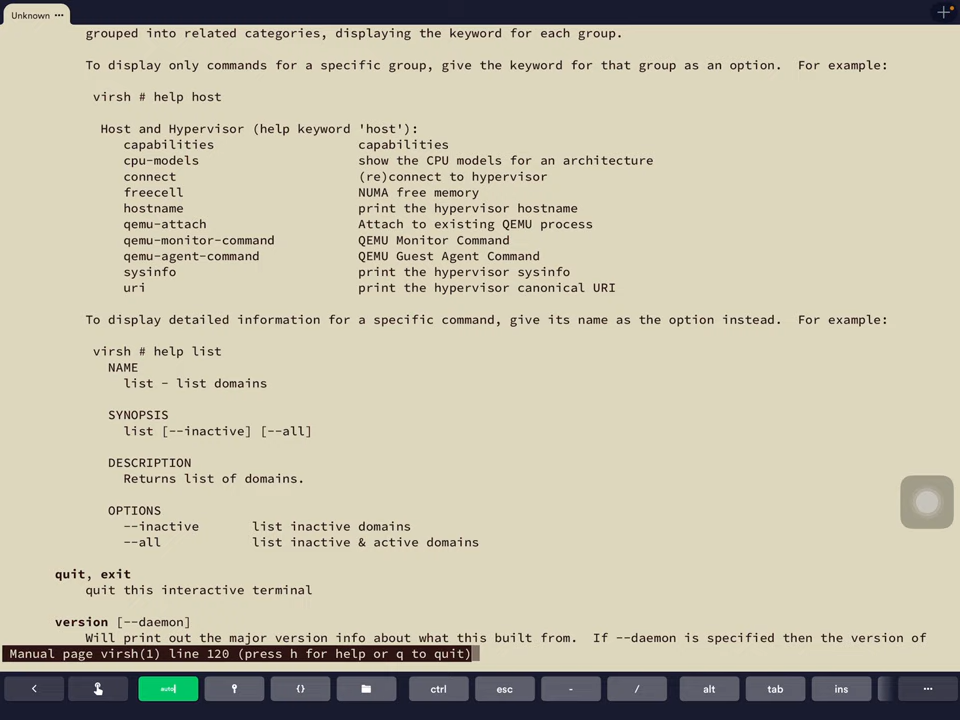 Unknown •••
grouped into related categories, displaying the keyword for each group.
To display only commands for a specific group, give the keyword for that group as an option.  For example:
virsh # help host
Host and Hypervisor (help keyword 'host'):
capabilities                   capabilities
cpu-models                     show the CPU models for an architecture
connect                        (re)connect to hypervisor
freecell                       NUMA free memory
hostname                       print the hypervisor hostname
qemu-attach                    Attach to existing QEMU process
qemu-monitor-command           QEMU Monitor Command
qemu-agent-command             QEMU Guest Agent Command
sysinfo                        print the hypervisor sysinfo
uri                            print the hypervisor canonical URI
To display detailed information for a specific command, give its name as the option instead.  For example:
virsh # help list
NAME
list - list domains
SYNOPSIS
list [--inactive] [--all]
DESCRIPTION
Returns list of domains.
OPTIONS
--inactive       list inactive domains
--all            list inactive & active domains
quit, exit
quit this interactive terminal
version [--daemon]
Will print out the major version info about what this built from.  If --daemon is specified then the version of
Manual page virsh(1) line 120 (press h for help or q to quit)
auto {} ctrl esc - / alt tab ins •••